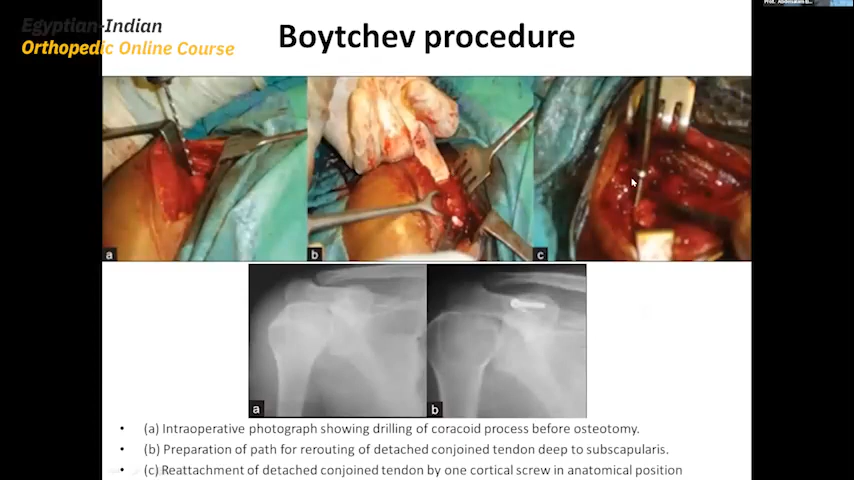 Egyptian-Indian
Orthopedic Online Course
Boytchev procedure
a
b
c
a
b
• (a) Intraoperative photograph showing drilling of coracoid process before osteotomy.
• (b) Preparation of path for rerouting of detached conjoined tendon deep to subscapularis.
• (c) Reattachment of detached conjoined tendon by one cortical screw in anatomical position